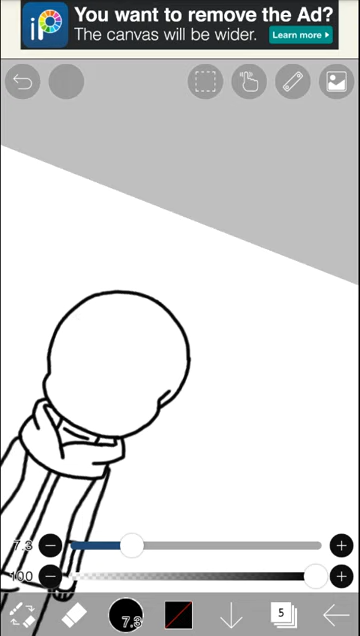 iP
You want to remove the Ad?
The canvas will be wider.
Learn more
7.3
100
7.3
5